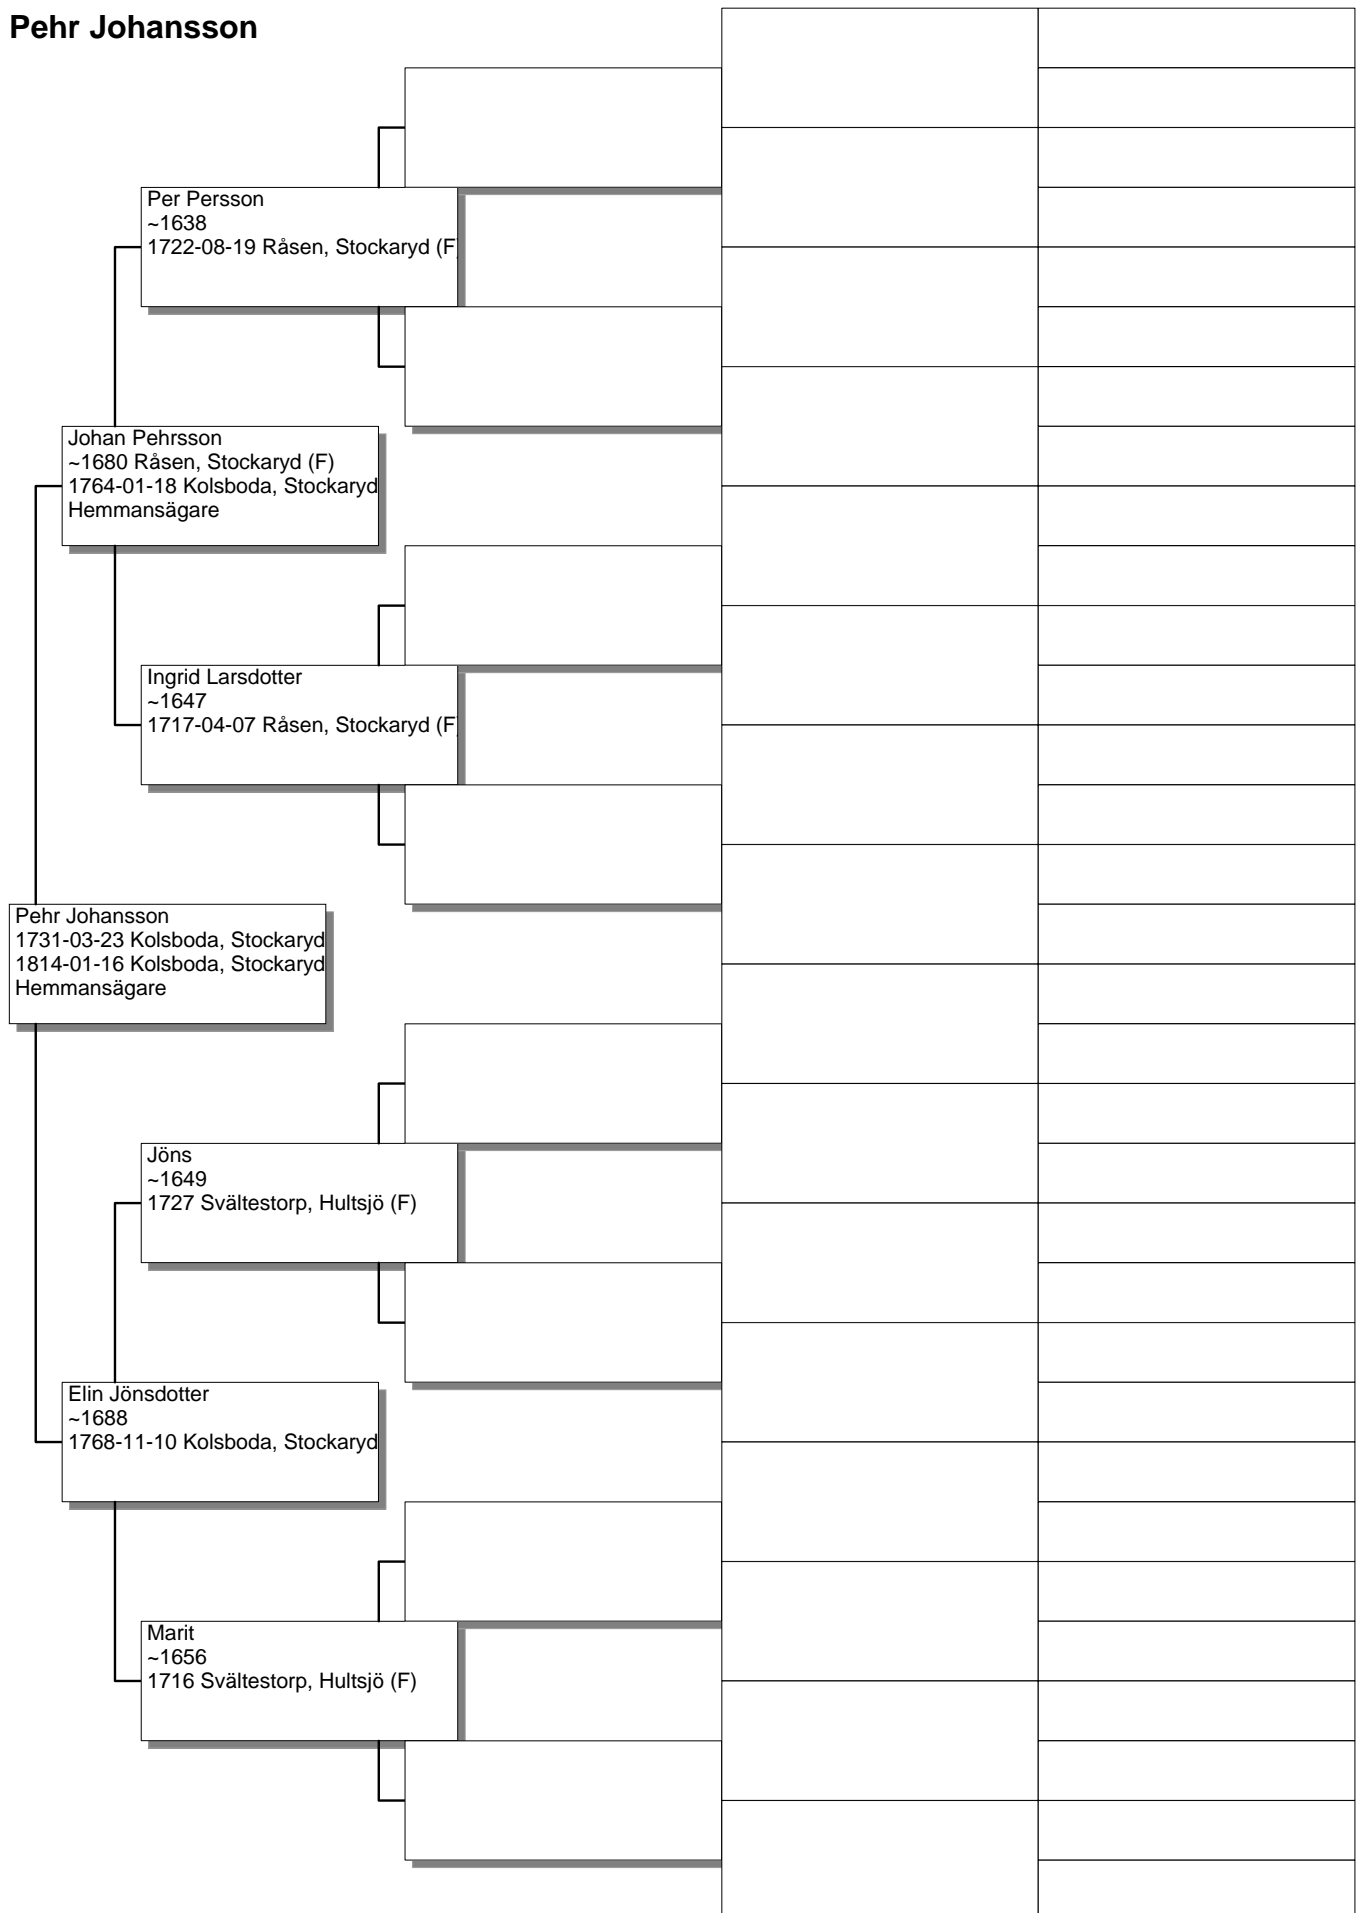 Pehr Johansson
Per Persson
~1638
1722-08-19 Råsen, Stockaryd (F)
Johan Pehrsson
~1680 Råsen, Stockaryd (F)
1764-01-18 Kolsboda, Stockaryd
Hemmansägare
Ingrid Larsdotter
~1647
1717-04-07 Råsen, Stockaryd (F)
Pehr Johansson
1731-03-23 Kolsboda, Stockaryd
1814-01-16 Kolsboda, Stockaryd
Hemmansägare
Jöns
~1649
1727 Svältestorp, Hultsjö (F)
Elin Jönsdotter
~1688
1768-11-10 Kolsboda, Stockaryd
Marit
~1656
1716 Svältestorp, Hultsjö (F)